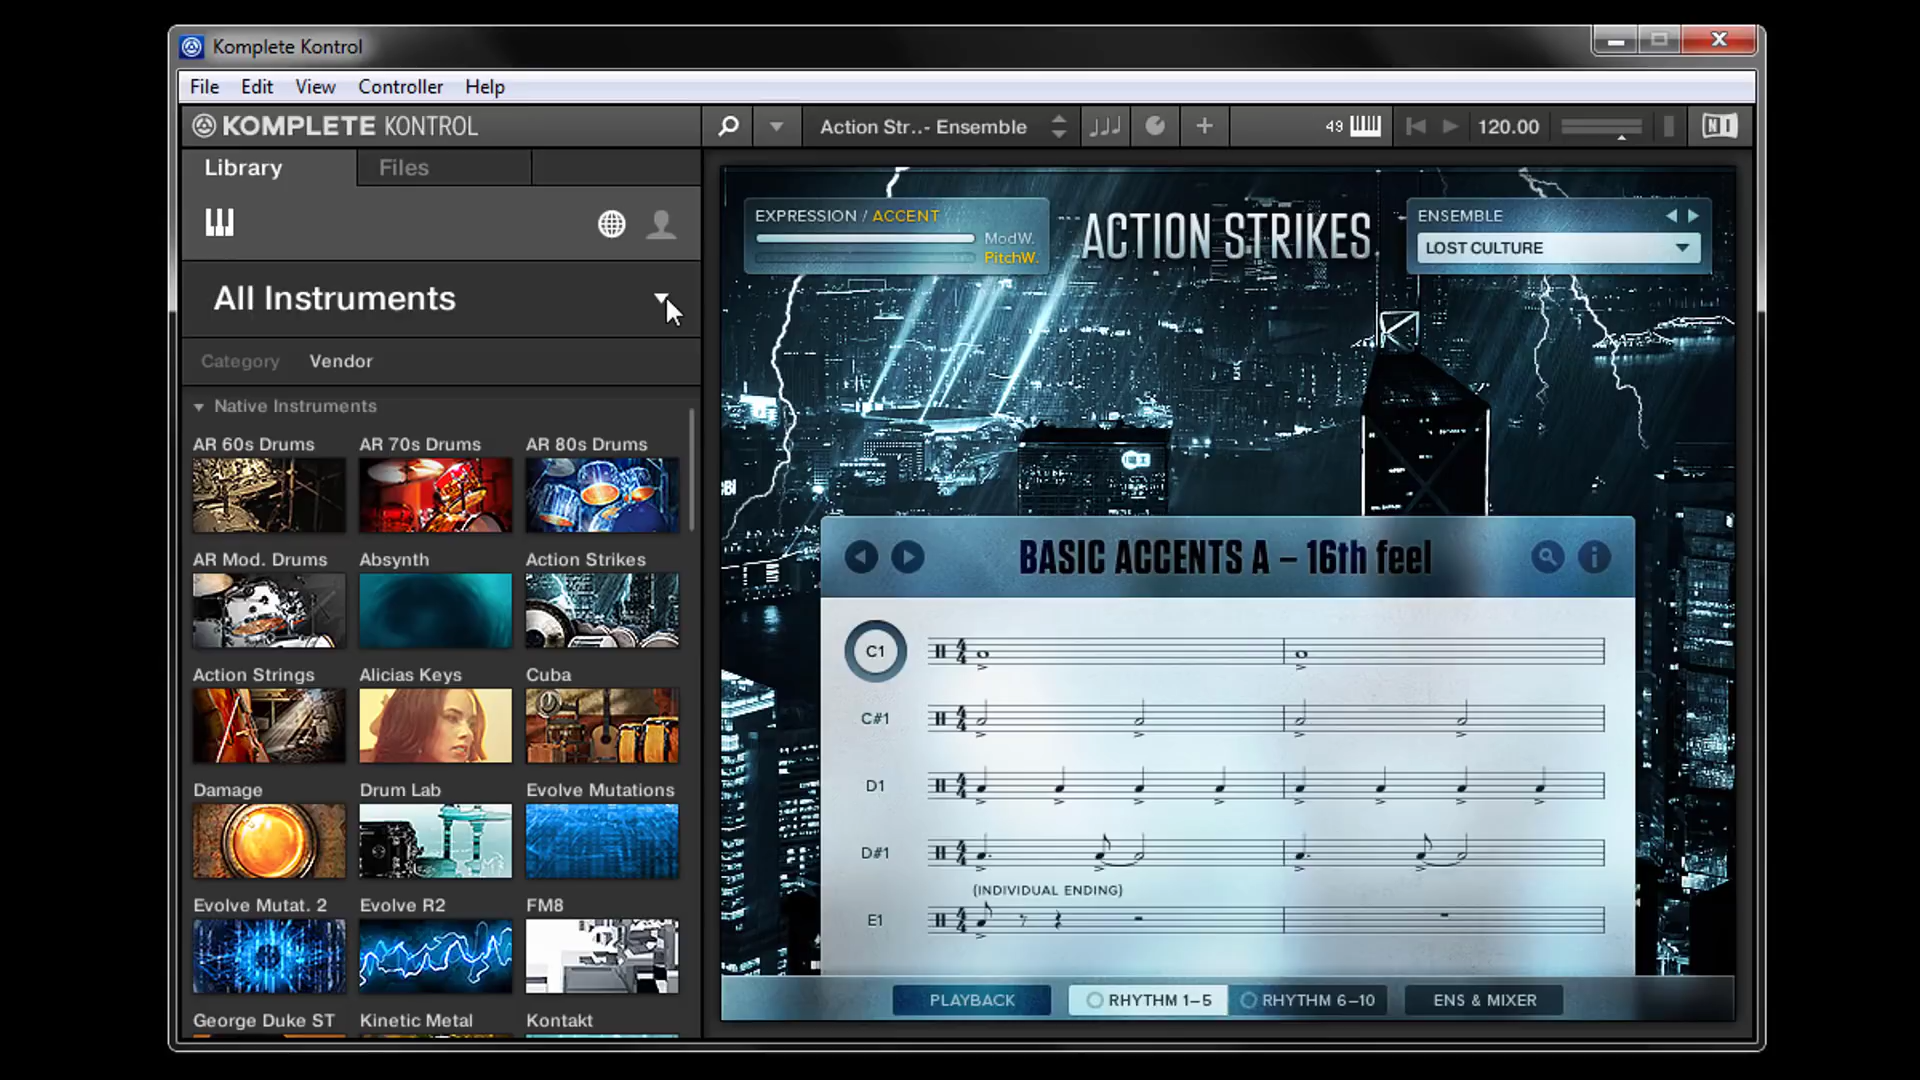 Komplete Kontrol
File Edit View Controller Help
KOMPLETE KONTROL
Action Str..- Ensemble
49
120.00
NI
Library Files
All Instruments
Category Vendor
Native Instruments
AR 60s Drums AR 70s Drums AR 80s Drums
AR Mod. Drums Absynth Action Strikes
Action Strings Alicias Keys Cuba
Damage Drum Lab Evolve Mutations
Evolve Mutat. 2 Evolve R2 FM8
George Duke ST Kinetic Metal Kontakt
EXPRESSION / ACCENT
ModW.
PitchW.
ACTION STRIKES
ENSEMBLE
LOST CULTURE
BASIC ACCENTS A – 16th feel
C1
C#1
D1
D#1
(INDIVIDUAL ENDING)
E1
PLAYBACK RHYTHM 1–5 RHYTHM 6–10 ENS & MIXER